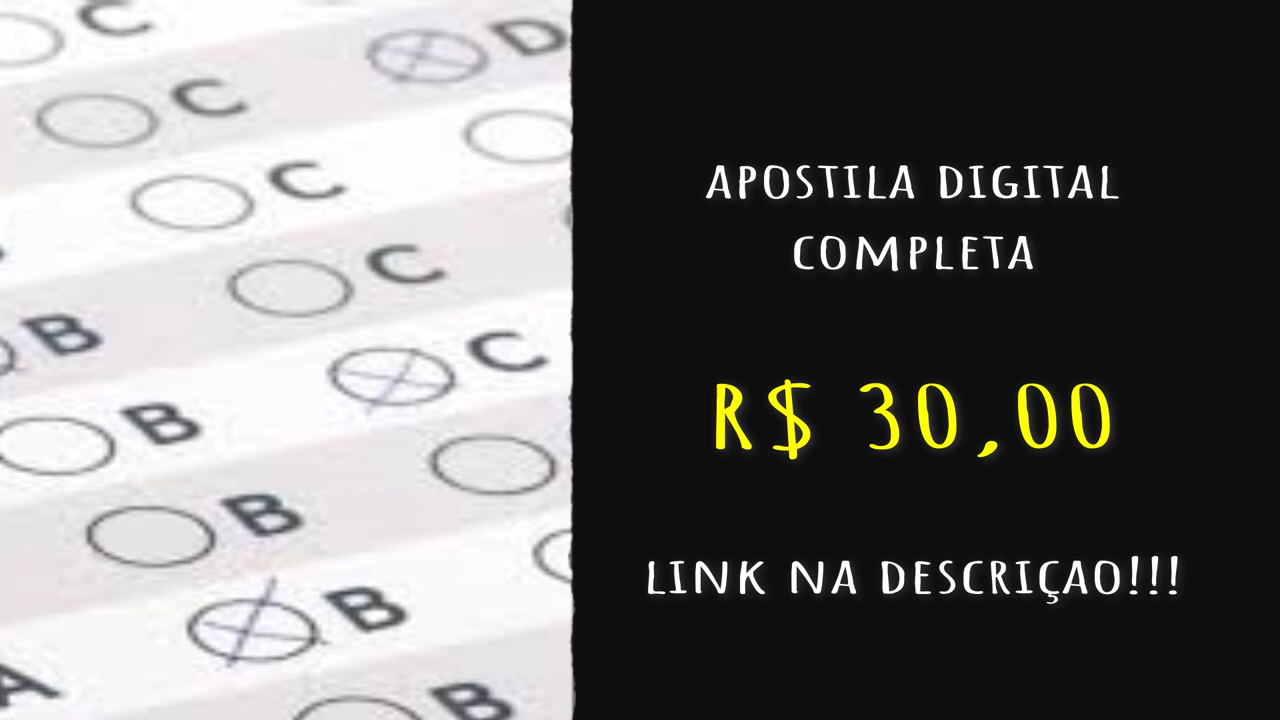 C
D
C
C
C
B
C
B
B
B
A
B
APOSTILA DIGITAL
COMPLETA
R$ 30,00
LINK NA DESCRIÇAO!!!